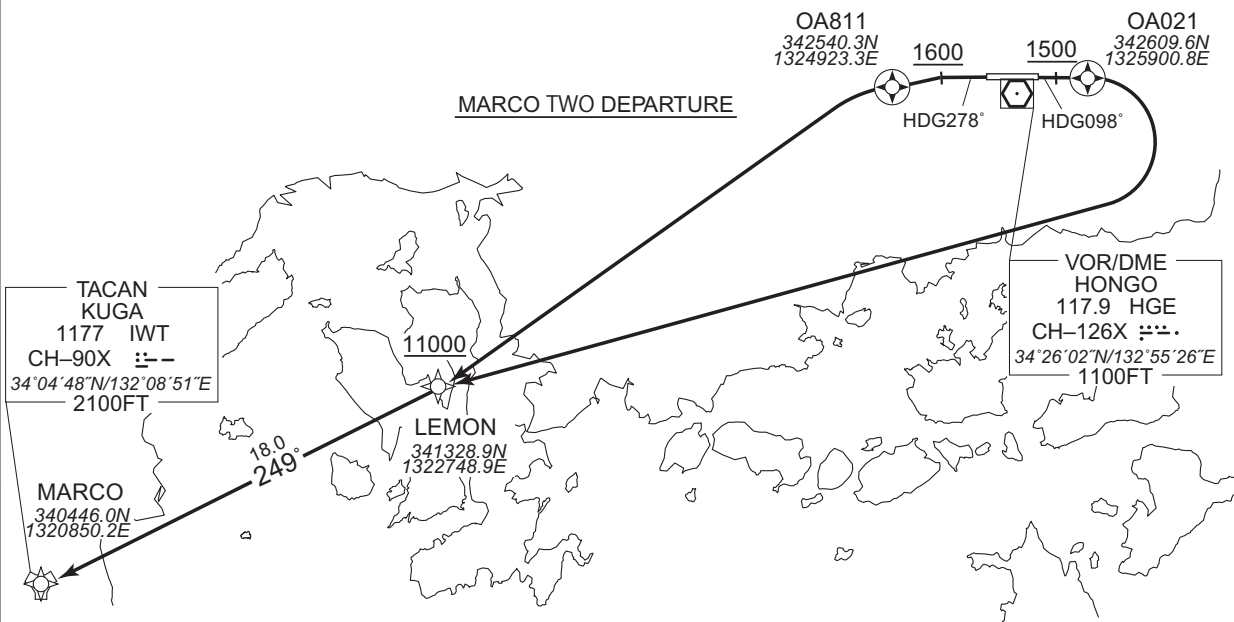 OA811
342540.3N
1324923.3E
1600
1500
OA021
342609.6N
1325900.8E
MARCO TWO DEPARTURE
HDG278°
HDG098°
TACAN
KUGA
1177 IWT
CH–90X
34°04´48˝N/132°08´51˝E
2100FT
VOR/DME
HONGO
117.9 HGE
CH–126X
34°26´02˝N/132°55´26˝E
1100FT
11000
LEMON
341328.9N
1322748.9E
18.0
249°
MARCO
340446.0N
1320850.2E